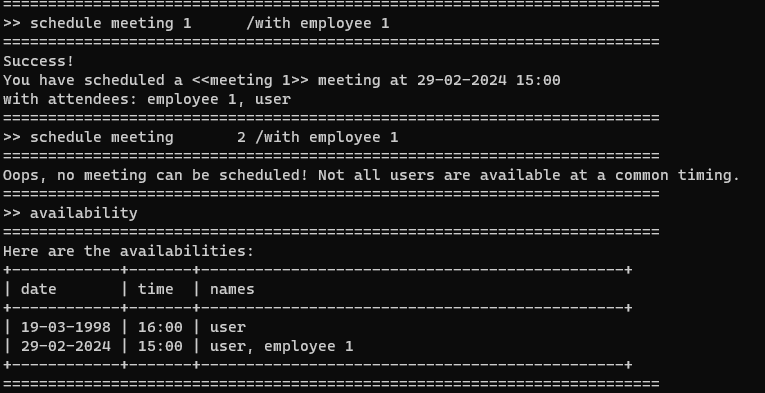 =========================================================================
>> schedule meeting 1      /with employee 1
=========================================================================
Success!
You have scheduled a <<meeting 1>> meeting at 29-02-2024 15:00
with attendees: employee 1, user
=========================================================================
>> schedule meeting       2 /with employee 1
=========================================================================
Oops, no meeting can be scheduled! Not all users are available at a common timing.
=========================================================================
>> availability
=========================================================================
Here are the availabilities:
+------------+-------+-----------------------------------------------+
| date       | time  | names
+------------+-------+-----------------------------------------------+
| 19-03-1998 | 16:00 | user
| 29-02-2024 | 15:00 | user, employee 1
+------------+-------+-----------------------------------------------+
=========================================================================